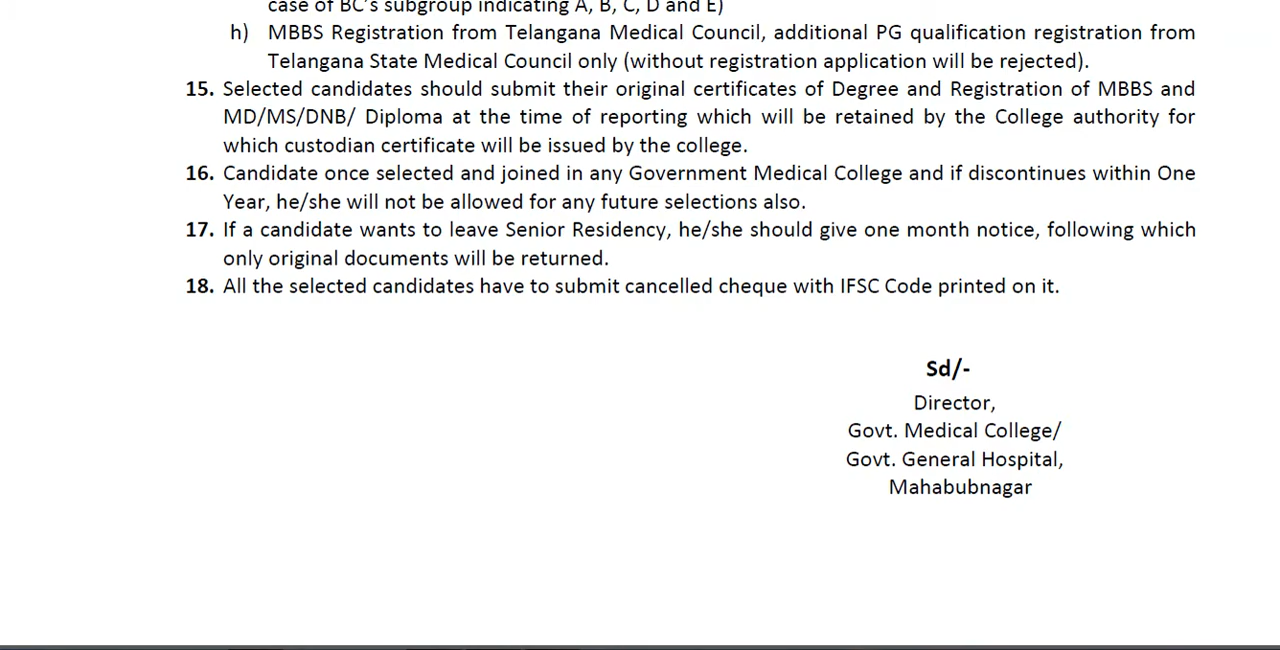 case of BC's subgroup indicating A, B, C, D and E)
h) MBBS Registration from Telangana Medical Council, additional PG qualification registration from
Telangana State Medical Council only (without registration application will be rejected).
15. Selected candidates should submit their original certificates of Degree and Registration of MBBS and
MD/MS/DNB/ Diploma at the time of reporting which will be retained by the College authority for
which custodian certificate will be issued by the college.
16. Candidate once selected and joined in any Government Medical College and if discontinues within One
Year, he/she will not be allowed for any future selections also.
17. If a candidate wants to leave Senior Residency, he/she should give one month notice, following which
only original documents will be returned.
18. All the selected candidates have to submit cancelled cheque with IFSC Code printed on it.
Sd/-
Director,
Govt. Medical College/
Govt. General Hospital,
Mahabubnagar